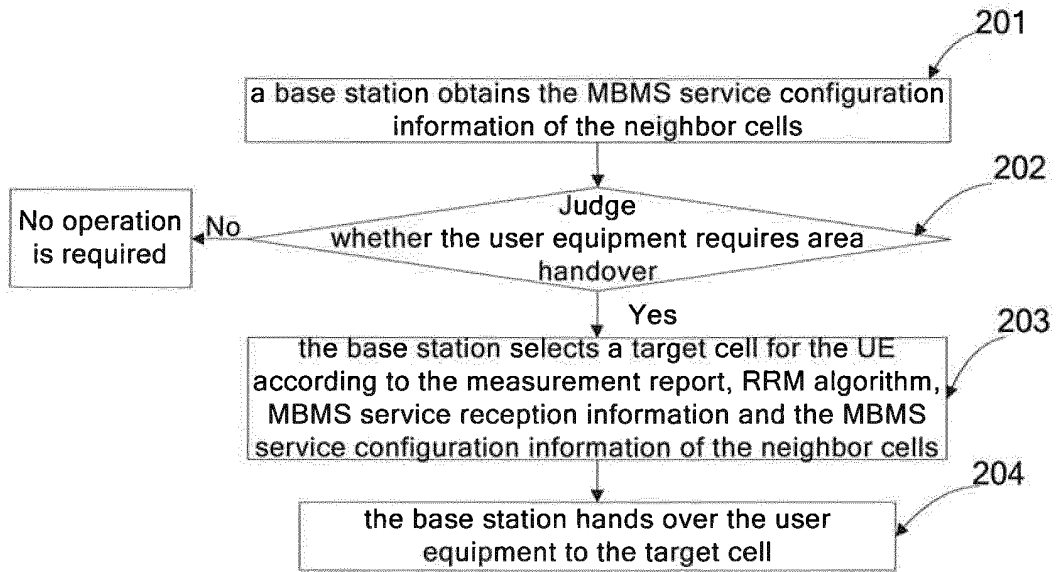 201
a base station obtains the MBMS service configuration
information of the neighbor cells
202
Judge
whether the user equipment requires area
handover
No
No operation
is required
Yes
203
the base station selects a target cell for the UE
according to the measurement report, RRM algorithm,
MBMS service reception information and the MBMS
service configuration information of the neighbor cells
204
the base station hands over the user
equipment to the target cell